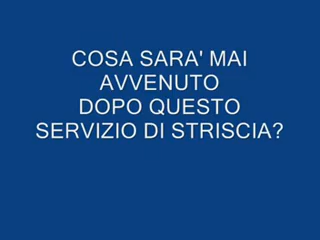 COSA SARA' MAI
AVVENUTO
DOPO QUESTO
SERVIZIO DI STRISCIA?